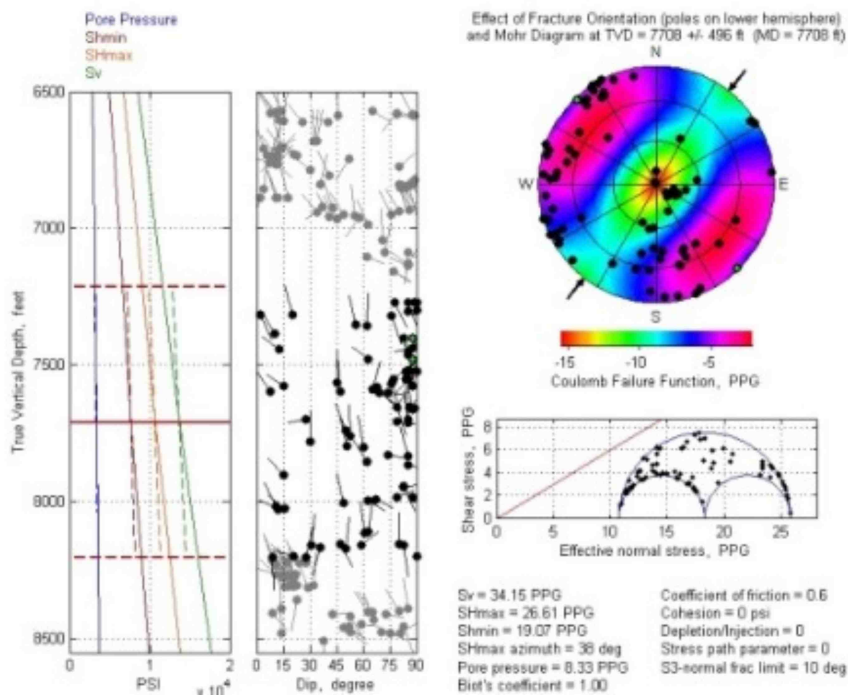 Pore Pressure
Shmin
SHmax
Sv
6500
7000
7500
8000
8500
True Vertical Depth, feet
0 1 2
PSI
x 10^4
0 15 30 45 60 75 90
Dip, degree
Effect of Fracture Orientation (poles on lower hemisphere)
and Mohr Diagram at TVD = 7708 +/- 496 ft (MD = 7708 ft)
N
W
E
S
-15 -10 -5
Coulomb Failure Function, PPG
8
6
4
2
0
Shear stress, PPG
0 5 10 15 20 25
Effective normal stress, PPG
Sv = 34.15 PPG
SHmax = 26.61 PPG
Shmin = 19.07 PPG
SHmax azimuth = 38 deg
Pore pressure = 8.33 PPG
Biot's coefficient = 1.00
Coefficient of friction = 0.6
Cohesion = 0 psi
Depletion/Injection = 0
Stress path parameter = 0
S3-normal frac limit = 10 deg